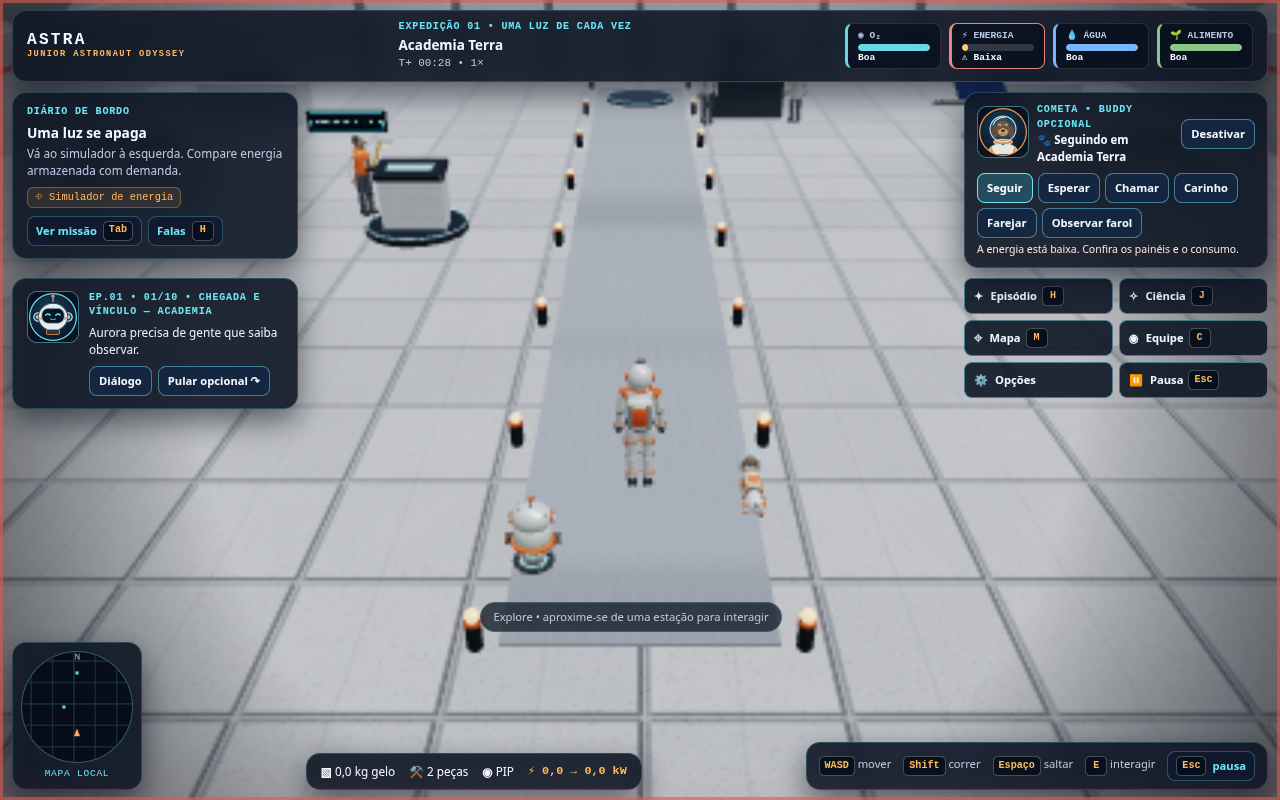 ASTRA
JUNIOR ASTRONAUT ODYSSEY
EXPEDIÇÃO 01 • UMA LUZ DE CADA VEZ
Academia Terra
T+ 00:28 • 1×
◉ O₂
Boa
⚡ ENERGIA
⚠ Baixa
💧 ÁGUA
Boa
🌱 ALIMENTO
Boa
DIÁRIO DE BORDO
Uma luz se apaga
Vá ao simulador à esquerda. Compare energia
armazenada com demanda.
⌖ Simulador de energia
Ver missão Tab
Falas H
EP.01 • 01/10 • CHEGADA E
VÍNCULO — ACADEMIA
Aurora precisa de gente que saiba
observar.
Diálogo
Pular opcional ↷
COMETA • BUDDY
OPCIONAL
🐾 Seguindo em
Academia Terra
Desativar
Seguir
Esperar
Chamar
Carinho
Farejar
Observar farol
A energia está baixa. Confira os painéis e o consumo.
✦ Episódio H
✧ Ciência J
⌖ Mapa M
◉ Equipe C
⚙️ Opções
⏸️ Pausa Esc
Explore • aproxime-se de uma estação para interagir
N
MAPA LOCAL
▧ 0,0 kg gelo
⚒️ 2 peças
◉ PIP
⚡ 0,0 → 0,0 kW
WASD mover
Shift correr
Espaço saltar
E interagir
Esc pausa